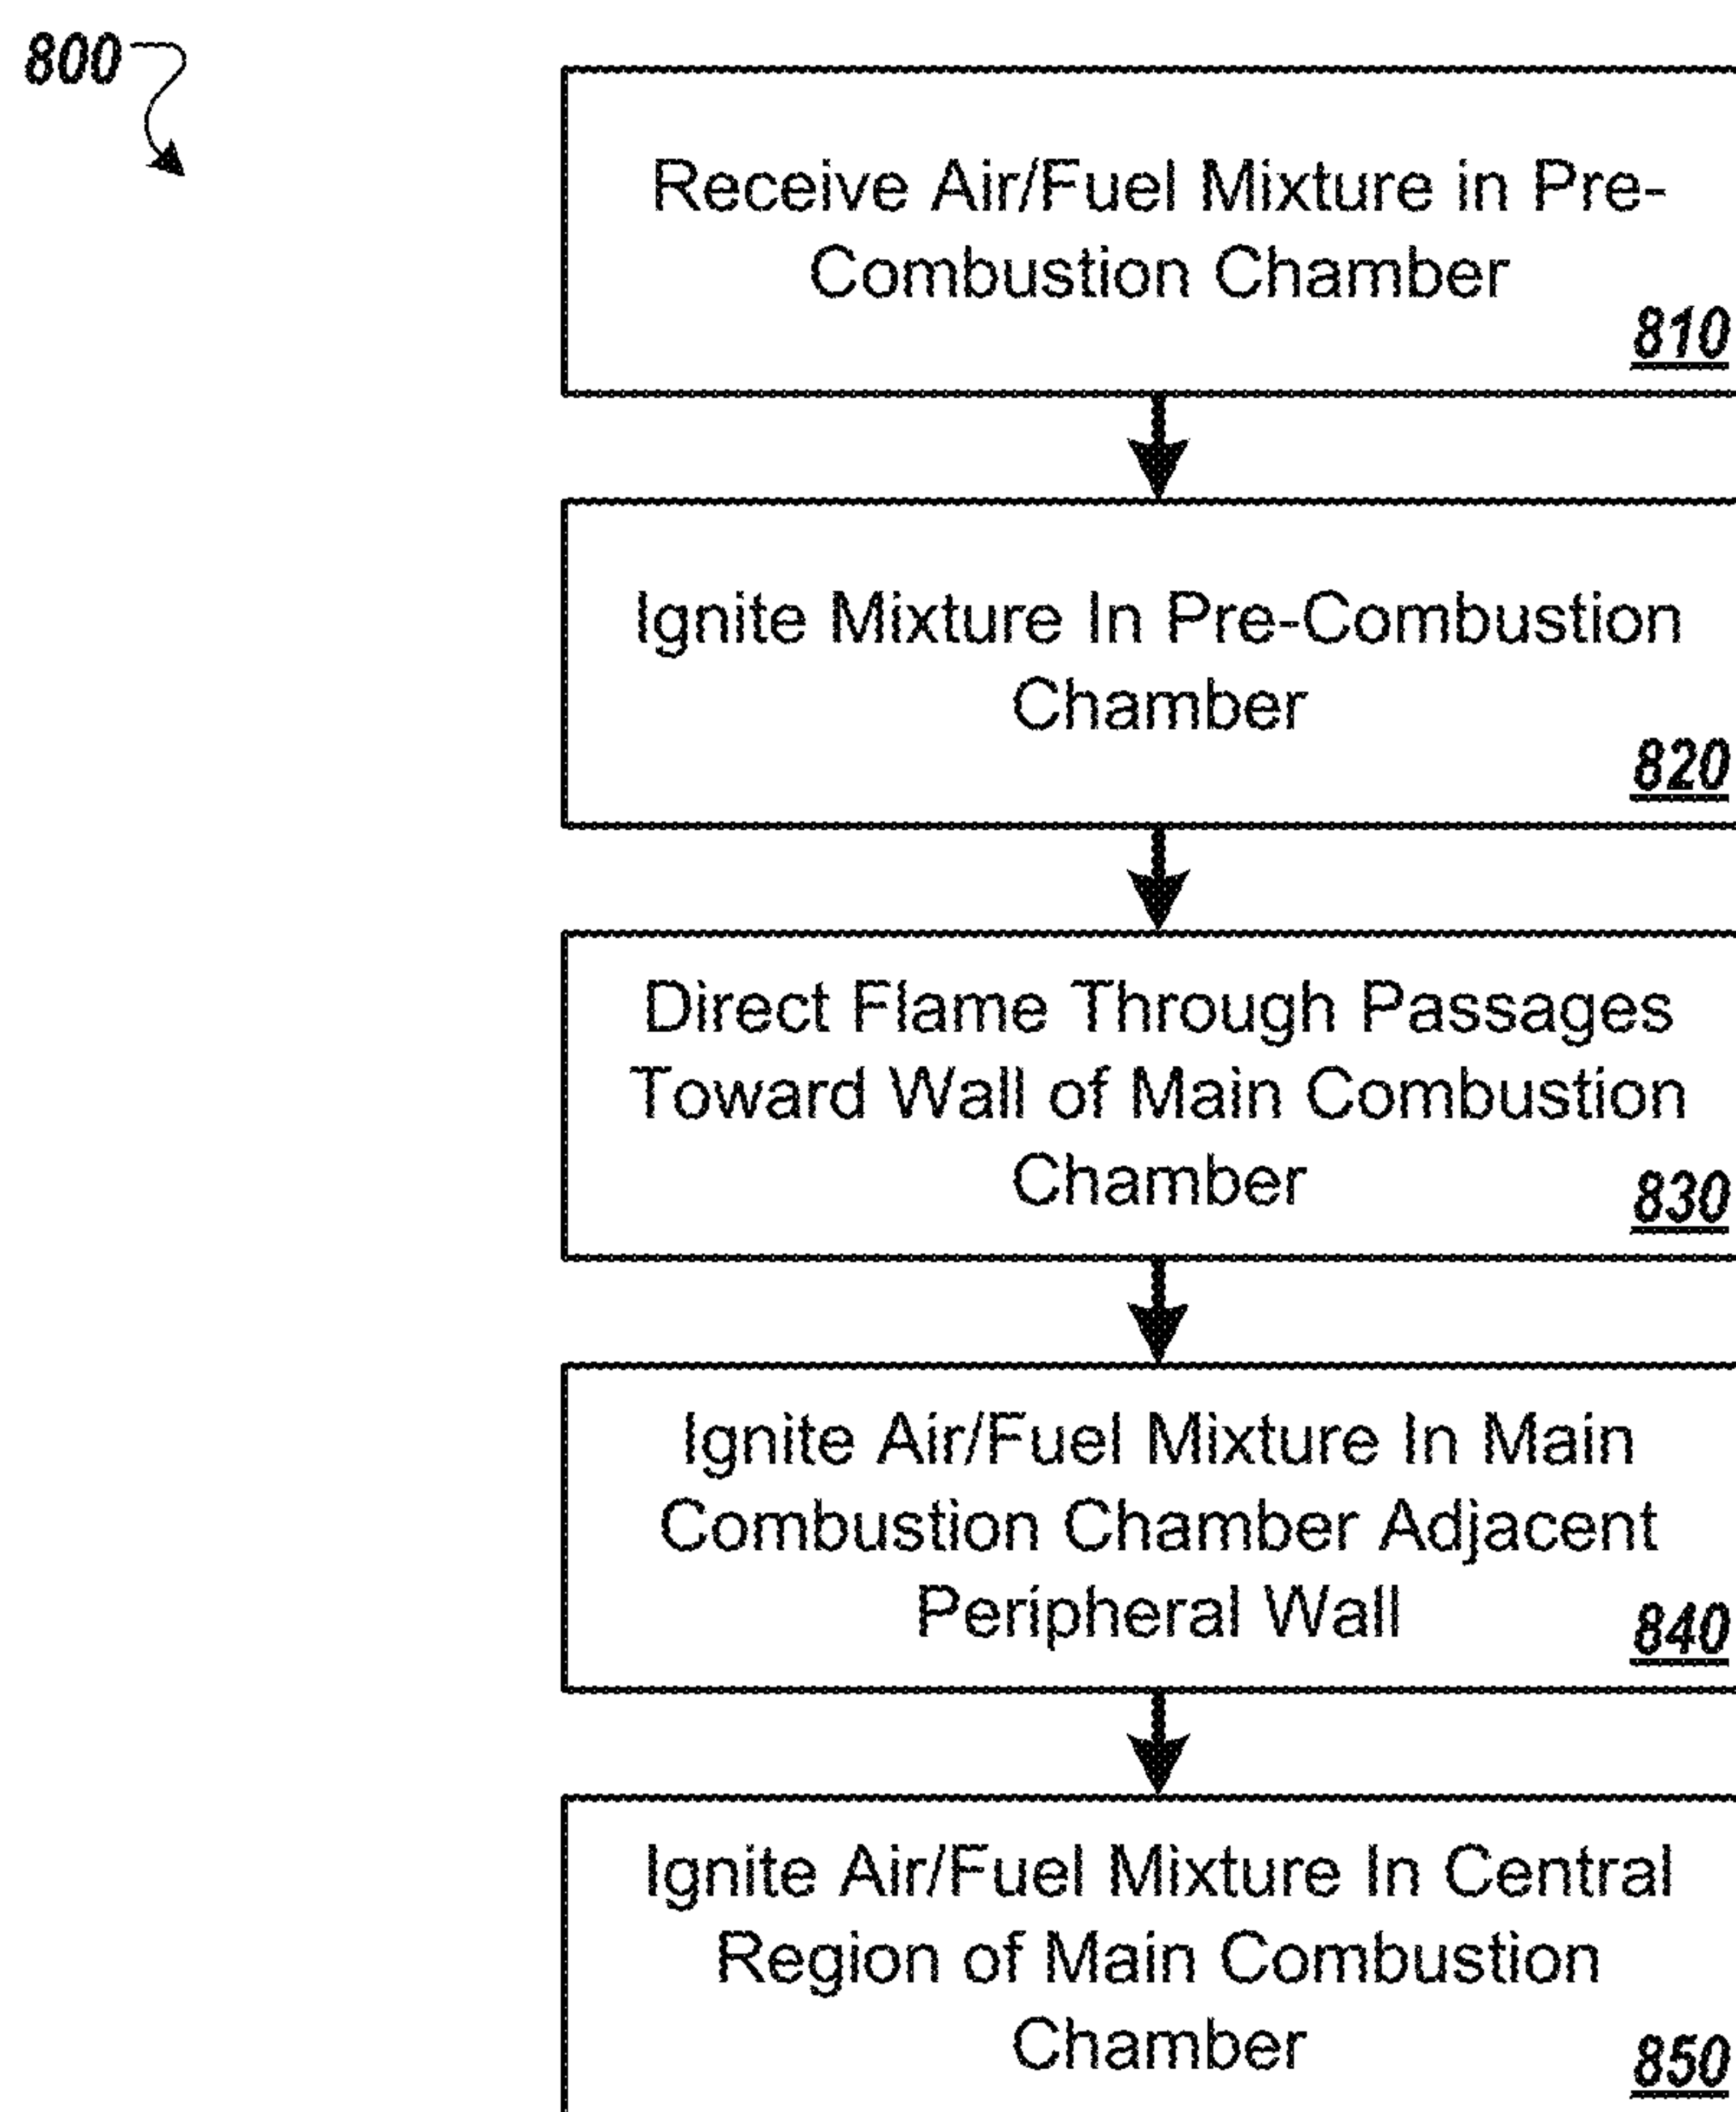 800
Receive Air/Fuel Mixture in Pre-
Combustion Chamber
810
Ignite Mixture In Pre-Combustion
Chamber
820
Direct Flame Through Passages
Toward Wall of Main Combustion
Chamber
830
Ignite Air/Fuel Mixture In Main
Combustion Chamber Adjacent
Peripheral Wall
840
Ignite Air/Fuel Mixture In Central
Region of Main Combustion
Chamber
850